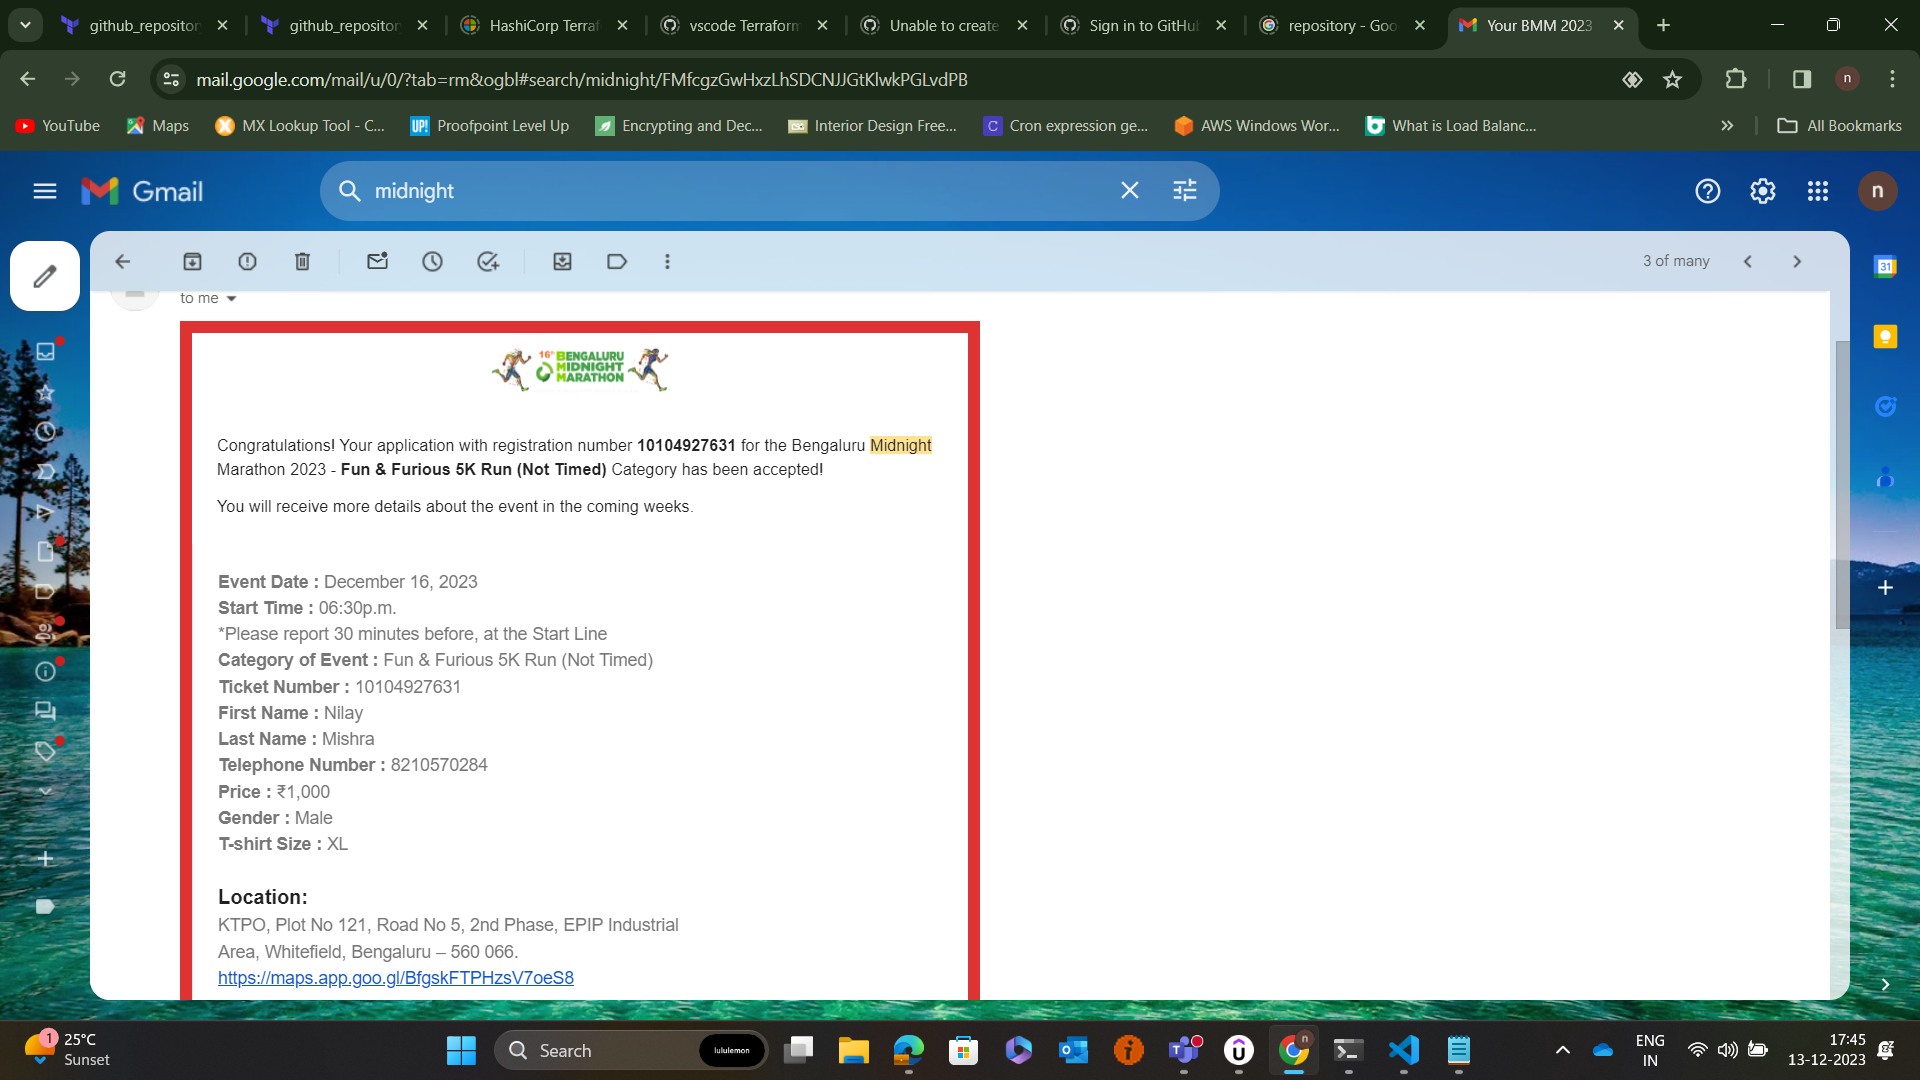 github_repositor
github_repositor
HashiCorp Terraf
vscode Terraform
Unable to create
Sign in to GitHu
repository - Goo
Your BMM 2023
mail.google.com/mail/u/0/?tab=rm&ogbl#search/midnight/FMfcgzGwHxzLhSDCNJJGtKlwkPGLvdPB
n
YouTube
Maps
MX Lookup Tool - C...
UP!
Proofpoint Level Up
Encrypting and Dec...
Interior Design Free...
C
Cron expression ge...
AWS Windows Wor...
What is Load Balanc...
All Bookmarks
Gmail
midnight
n
3 of many
31
to me
16th BENGALURU
MIDNIGHT
MARATHON
Congratulations! Your application with registration number 10104927631 for the Bengaluru Midnight
Marathon 2023 - Fun & Furious 5K Run (Not Timed) Category has been accepted!
You will receive more details about the event in the coming weeks.
Event Date : December 16, 2023
Start Time : 06:30p.m.
*Please report 30 minutes before, at the Start Line
Category of Event : Fun & Furious 5K Run (Not Timed)
Ticket Number : 10104927631
First Name : Nilay
Last Name : Mishra
Telephone Number : 8210570284
Price : ₹1,000
Gender : Male
T-shirt Size : XL
Location:
KTPO, Plot No 121, Road No 5, 2nd Phase, EPIP Industrial
Area, Whitefield, Bengaluru – 560 066.
https://maps.app.goo.gl/BfgskFTPHzsV7oeS8
1
25°C
Sunset
Search
lululemon
n
ENG
IN
17:45
13-12-2023